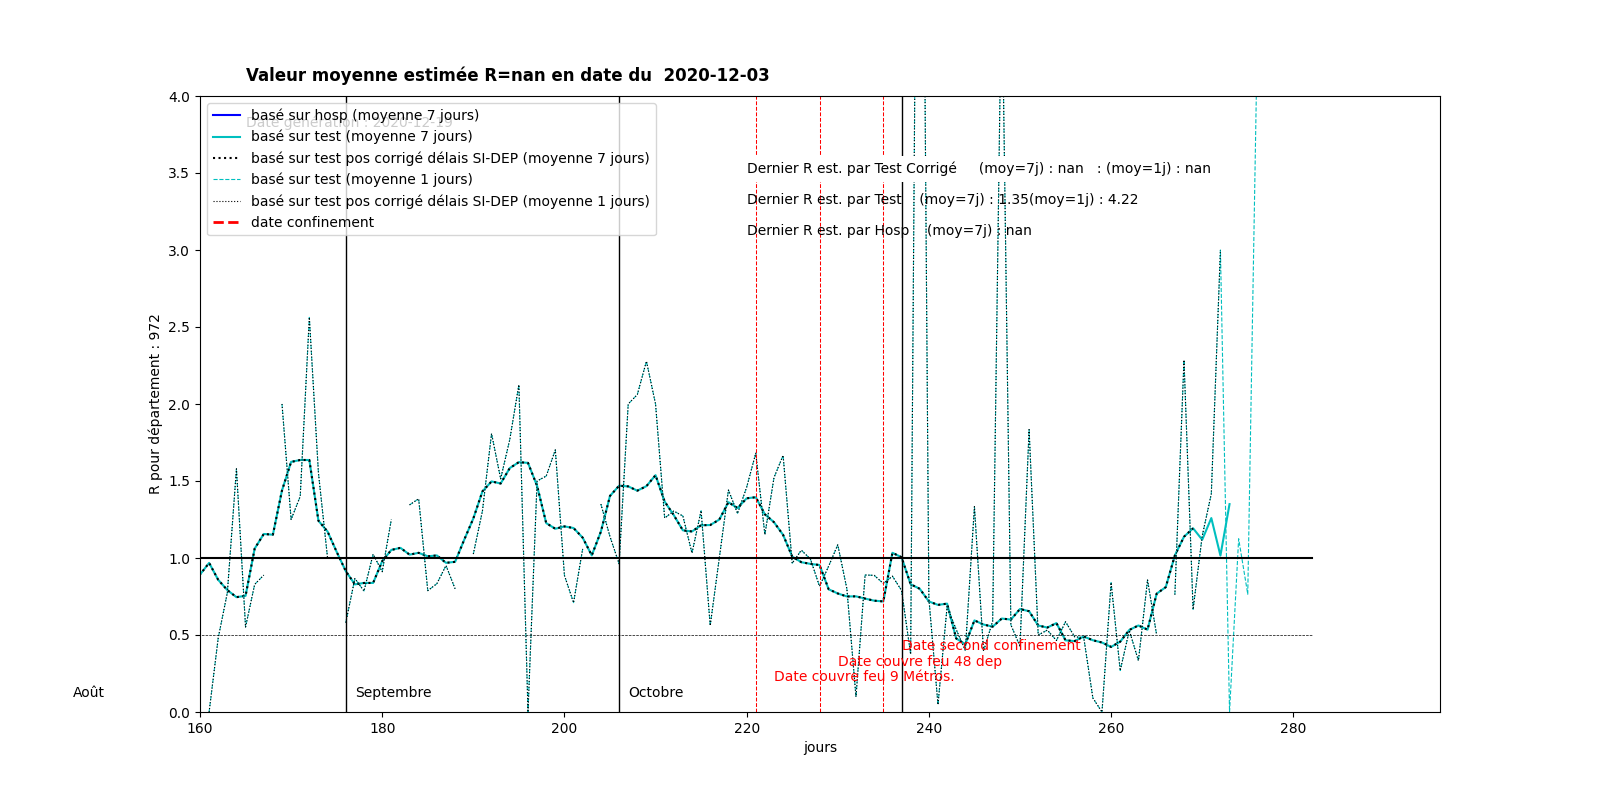 Valeur moyenne estimée R=nan en date du  2020-12-03
Date génération : 2020-12-19
basé sur hosp (moyenne 7 jours)
basé sur test (moyenne 7 jours)
basé sur test pos corrigé délais SI-DEP (moyenne 7 jours)
basé sur test (moyenne 1 jours)
basé sur test pos corrigé délais SI-DEP (moyenne 1 jours)
date confinement
Dernier R est. par Test Corrigé     (moy=7j) : nan   : (moy=1j) : nan
Dernier R est. par Test    (moy=7j) : 1.35(moy=1j) : 4.22
Dernier R est. par Hosp    (moy=7j) : nan
4.0
3.5
3.0
2.5
2.0
1.5
1.0
0.5
0.0
R pour département : 972
Date second confinement
Date couvre feu 48 dep
Date couvre feu 9 Métros.
Août
Septembre
Octobre
160
180
200
220
240
260
280
jours